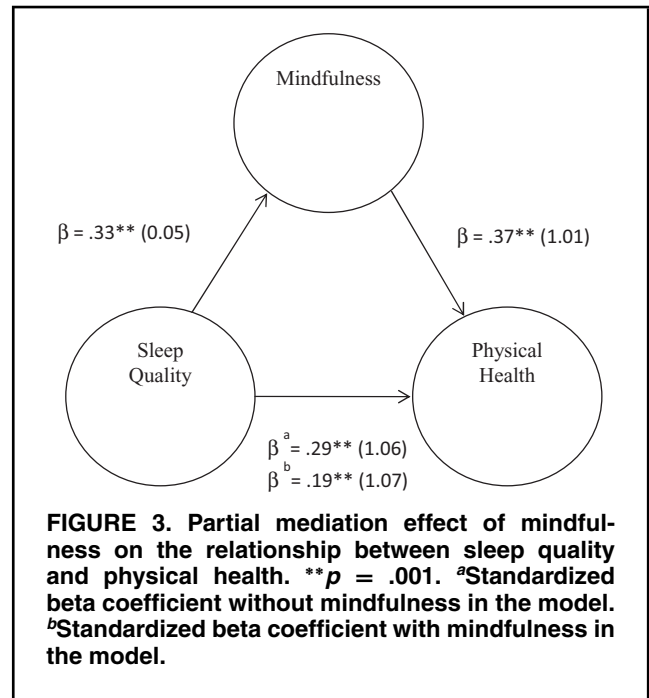 Mindfulness
β = .33** (0.05)
β = .37** (1.01)
Sleep
Quality
Physical
Health
βᵃ = .29** (1.06)
βᵇ = .19** (1.07)
FIGURE 3. Partial mediation effect of mindful-
ness on the relationship between sleep quality
and physical health. **p = .001. ᵃStandardized
beta coefficient without mindfulness in the model.
ᵇStandardized beta coefficient with mindfulness in
the model.